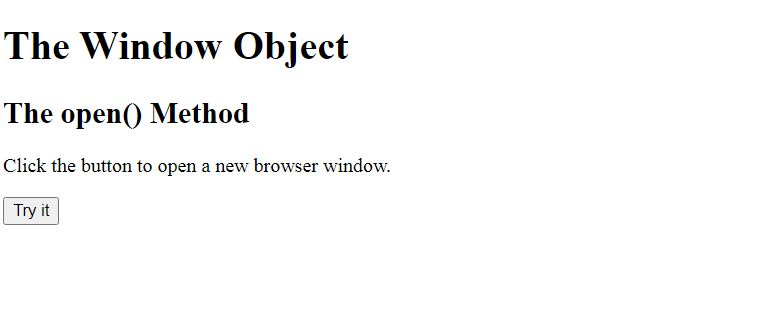 The Window Object
The open() Method
Click the button to open a new browser window.
Try it